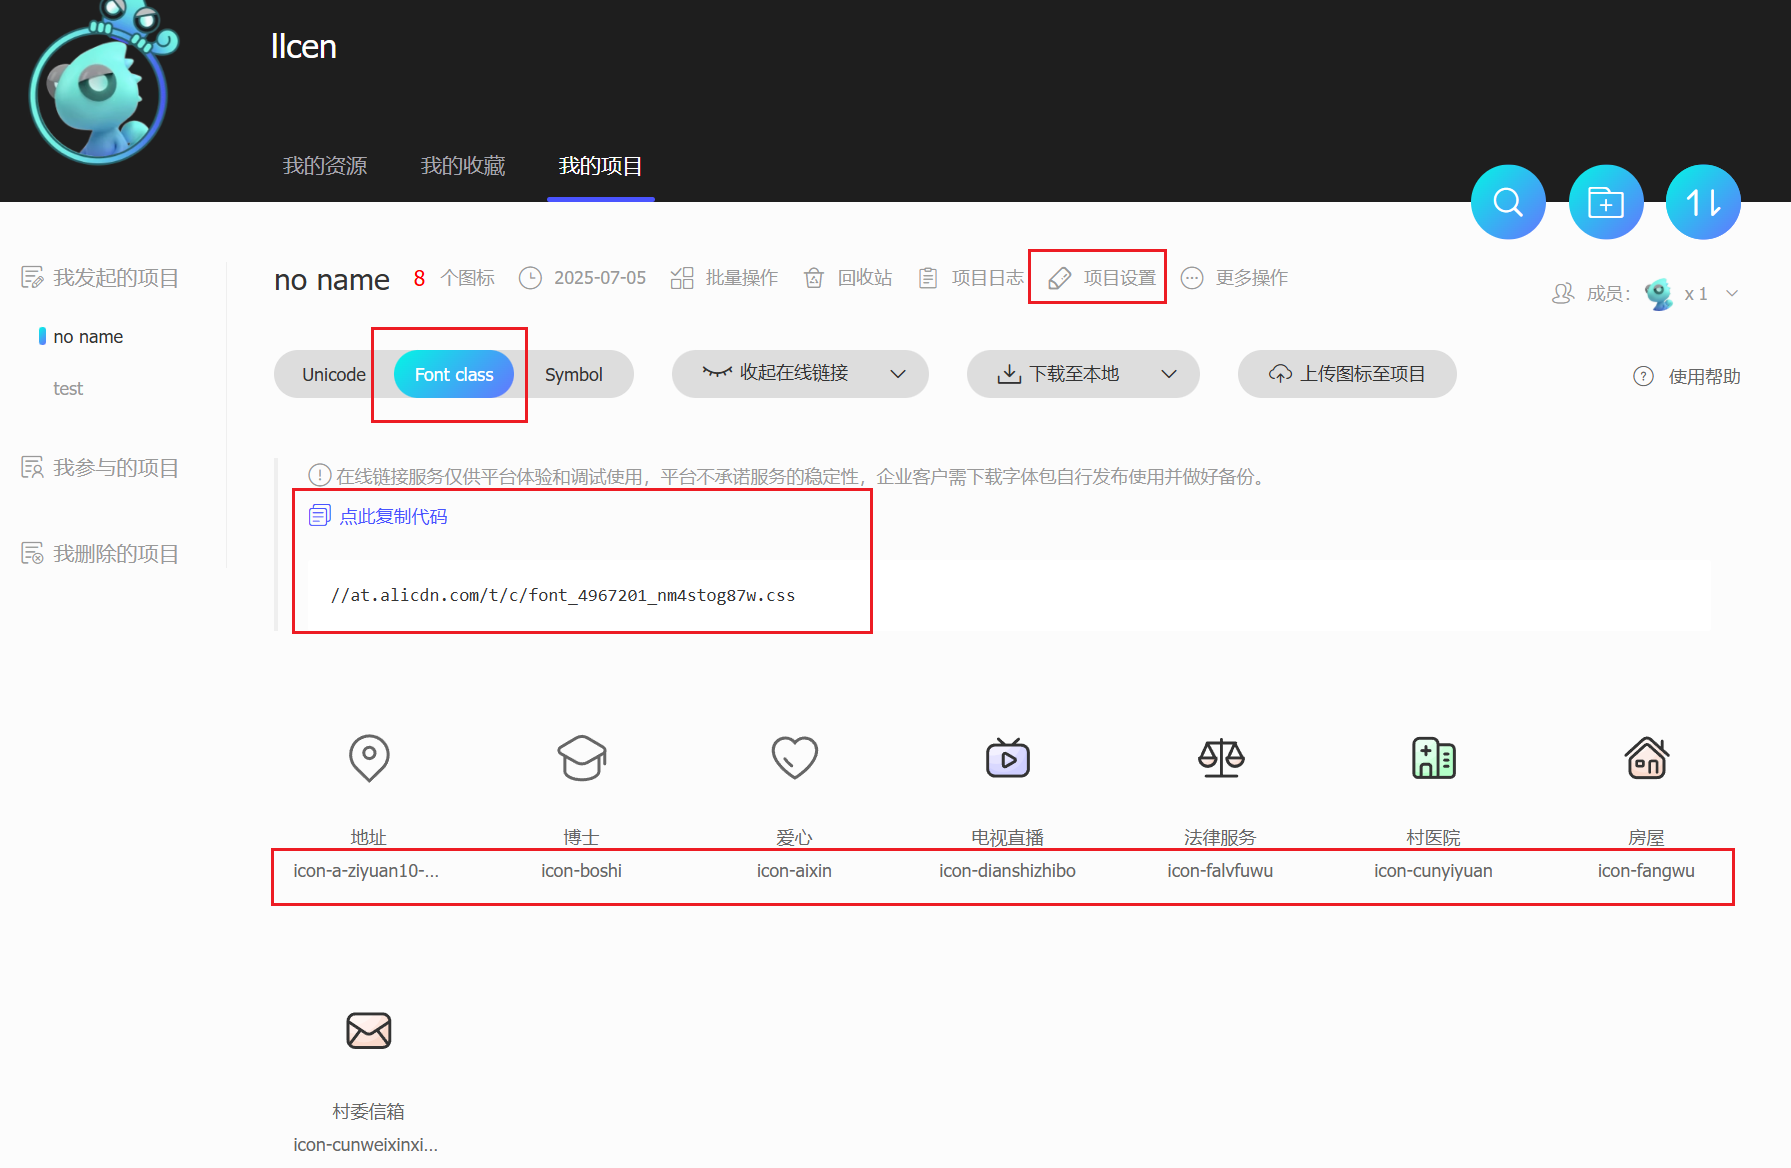 llcen
我的资源 我的收藏 我的项目
我发起的项目
no name
test
我参与的项目
我删除的项目
no name 8 个图标 2025-07-05 批量操作 回收站 项目日志 项目设置 更多操作
成员： x 1
Unicode Font class Symbol 收起在线链接 下载至本地 上传图标至项目 使用帮助
在线链接服务仅供平台体验和调试使用，平台不承诺服务的稳定性，企业客户需下载字体包自行发布使用并做好备份。
点此复制代码
//at.alicdn.com/t/c/font_4967201_nm4stog87w.css
地址 博士 爱心 电视直播 法律服务 村医院 房屋
icon-a-ziyuan10-... icon-boshi icon-aixin icon-dianshizhibo icon-falvfuwu icon-cunyiyuan icon-fangwu
村委信箱
icon-cunweixinxi...